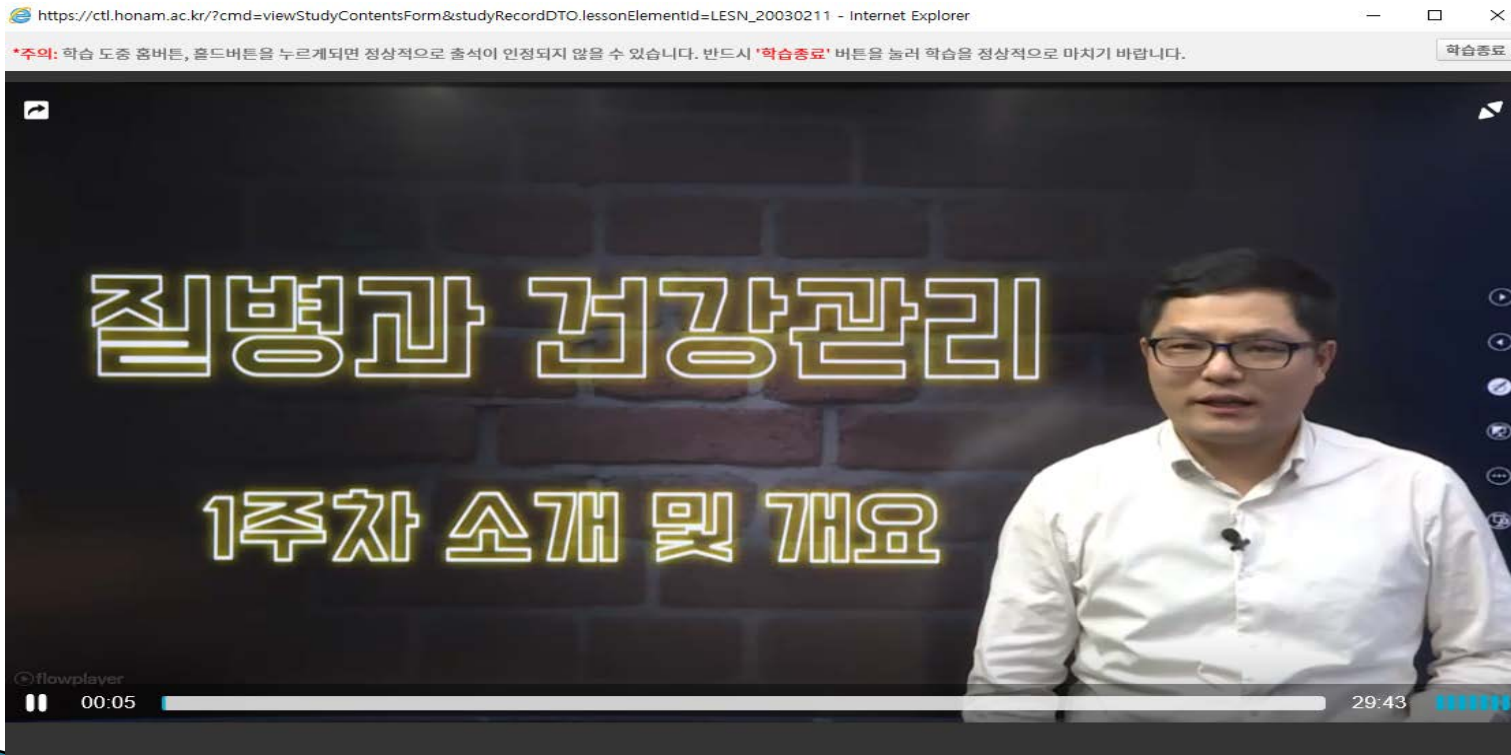 https://ctl.honam.ac.kr/?cmd=viewStudyContentsForm&studyRecordDTO.lessonElementId=LESN_20030211 - Internet Explorer
*주의: 학습 도중 홈버튼, 홀드버튼을 누르게되면 정상적으로 출석이 인정되지 않을 수 있습니다. 반드시 '학습종료' 버튼을 눌러 학습을 정상적으로 마치기 바랍니다.
학습종료
질병과 건강관리
1주차 소개 및 개요
flowplayer
00:05
29:43